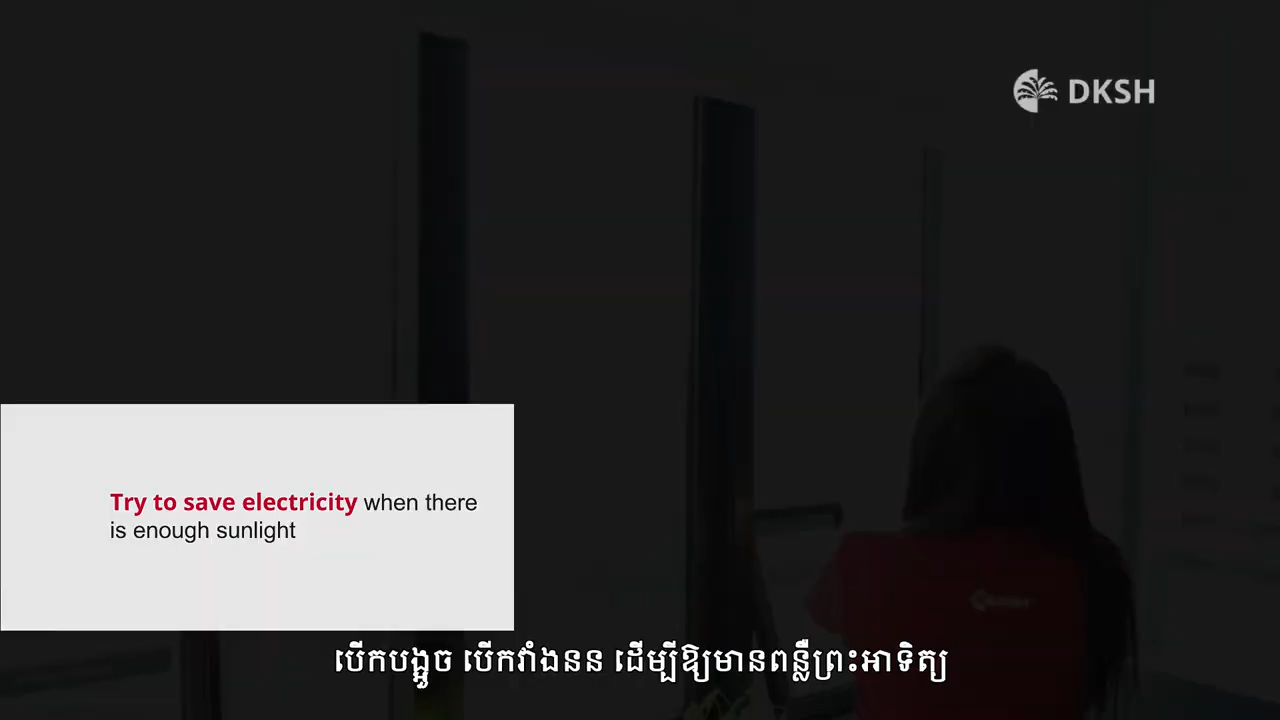 DKSH
Try to save electricity when there
is enough sunlight
បើកបង្អួច បើកវាំងនន ដើម្បីឱ្យមានពន្លឺព្រះអាទិត្យ